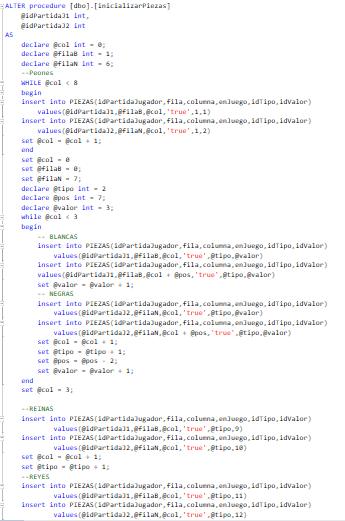 ALTER procedure [dbo].[inicializarPiezas]
@idPartidaJ1 int,
@idPartidaJ2 int
AS
declare @col int = 0;
declare @filaB int = 1;
declare @filaN int = 6;
--Peones
WHILE @col < 8
begin
insert into PIEZAS(idPartidaJugador,fila,columna,enJuego,idTipo,idValor)
values(@idPartidaJ1,@filaB,@col,'true',1,1)
insert into PIEZAS(idPartidaJugador,fila,columna,enJuego,idTipo,idValor)
values(@idPartidaJ2,@filaN,@col,'true',1,2)
set @col = @col + 1;
end
set @col = 0
set @filaB = 0;
set @filaN = 7;
declare @tipo int = 2
declare @pos int = 7;
declare @valor int = 3;
while @col < 3
begin
-- BLANCAS
insert into PIEZAS(idPartidaJugador,fila,columna,enJuego,idTipo,idValor)
values(@idPartidaJ1,@filaB,@col,'true',@tipo,@valor)
insert into PIEZAS(idPartidaJugador,fila,columna,enJuego,idTipo,idValor)
values(@idPartidaJ1,@filaB,@col + @pos,'true',@tipo,@valor)
set @valor = @valor + 1;
-- NEGRAS
insert into PIEZAS(idPartidaJugador,fila,columna,enJuego,idTipo,idValor)
values(@idPartidaJ2,@filaN,@col,'true',@tipo,@valor)
insert into PIEZAS(idPartidaJugador,fila,columna,enJuego,idTipo,idValor)
values(@idPartidaJ2,@filaN,@col + @pos,'true',@tipo,@valor)
set @col = @col + 1;
set @tipo = @tipo + 1;
set @pos = @pos - 2;
set @valor = @valor + 1;
end
set @col = 3;
--REINAS
insert into PIEZAS(idPartidaJugador,fila,columna,enJuego,idTipo,idValor)
values(@idPartidaJ1,@filaB,@col,'true',@tipo,9)
insert into PIEZAS(idPartidaJugador,fila,columna,enJuego,idTipo,idValor)
values(@idPartidaJ2,@filaN,@col,'true',@tipo,10)
set @col = @col + 1;
set @tipo = @tipo + 1;
--REYES
insert into PIEZAS(idPartidaJugador,fila,columna,enJuego,idTipo,idValor)
values(@idPartidaJ1,@filaB,@col,'true',@tipo,11)
insert into PIEZAS(idPartidaJugador,fila,columna,enJuego,idTipo,idValor)
values(@idPartidaJ2,@filaN,@col,'true',@tipo,12)